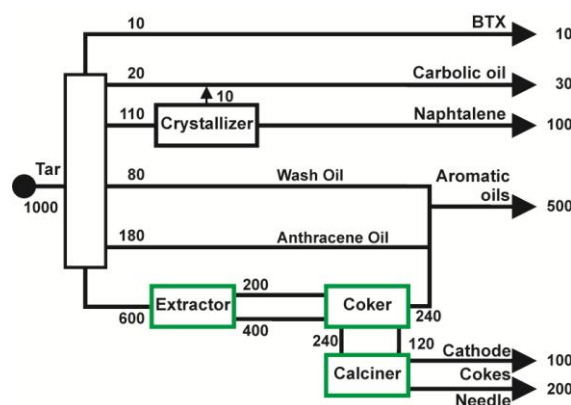 10 BTX 10
20 Carbolic oil 30
10
110 Crystallizer Naphtalene 100
Tar
1000
80 Wash Oil Aromatic
oils 500
180 Anthracene Oil
600 Extractor 200 Coker 240
400
240 120 Cathode 100
Calciner Cokes
Needle 200